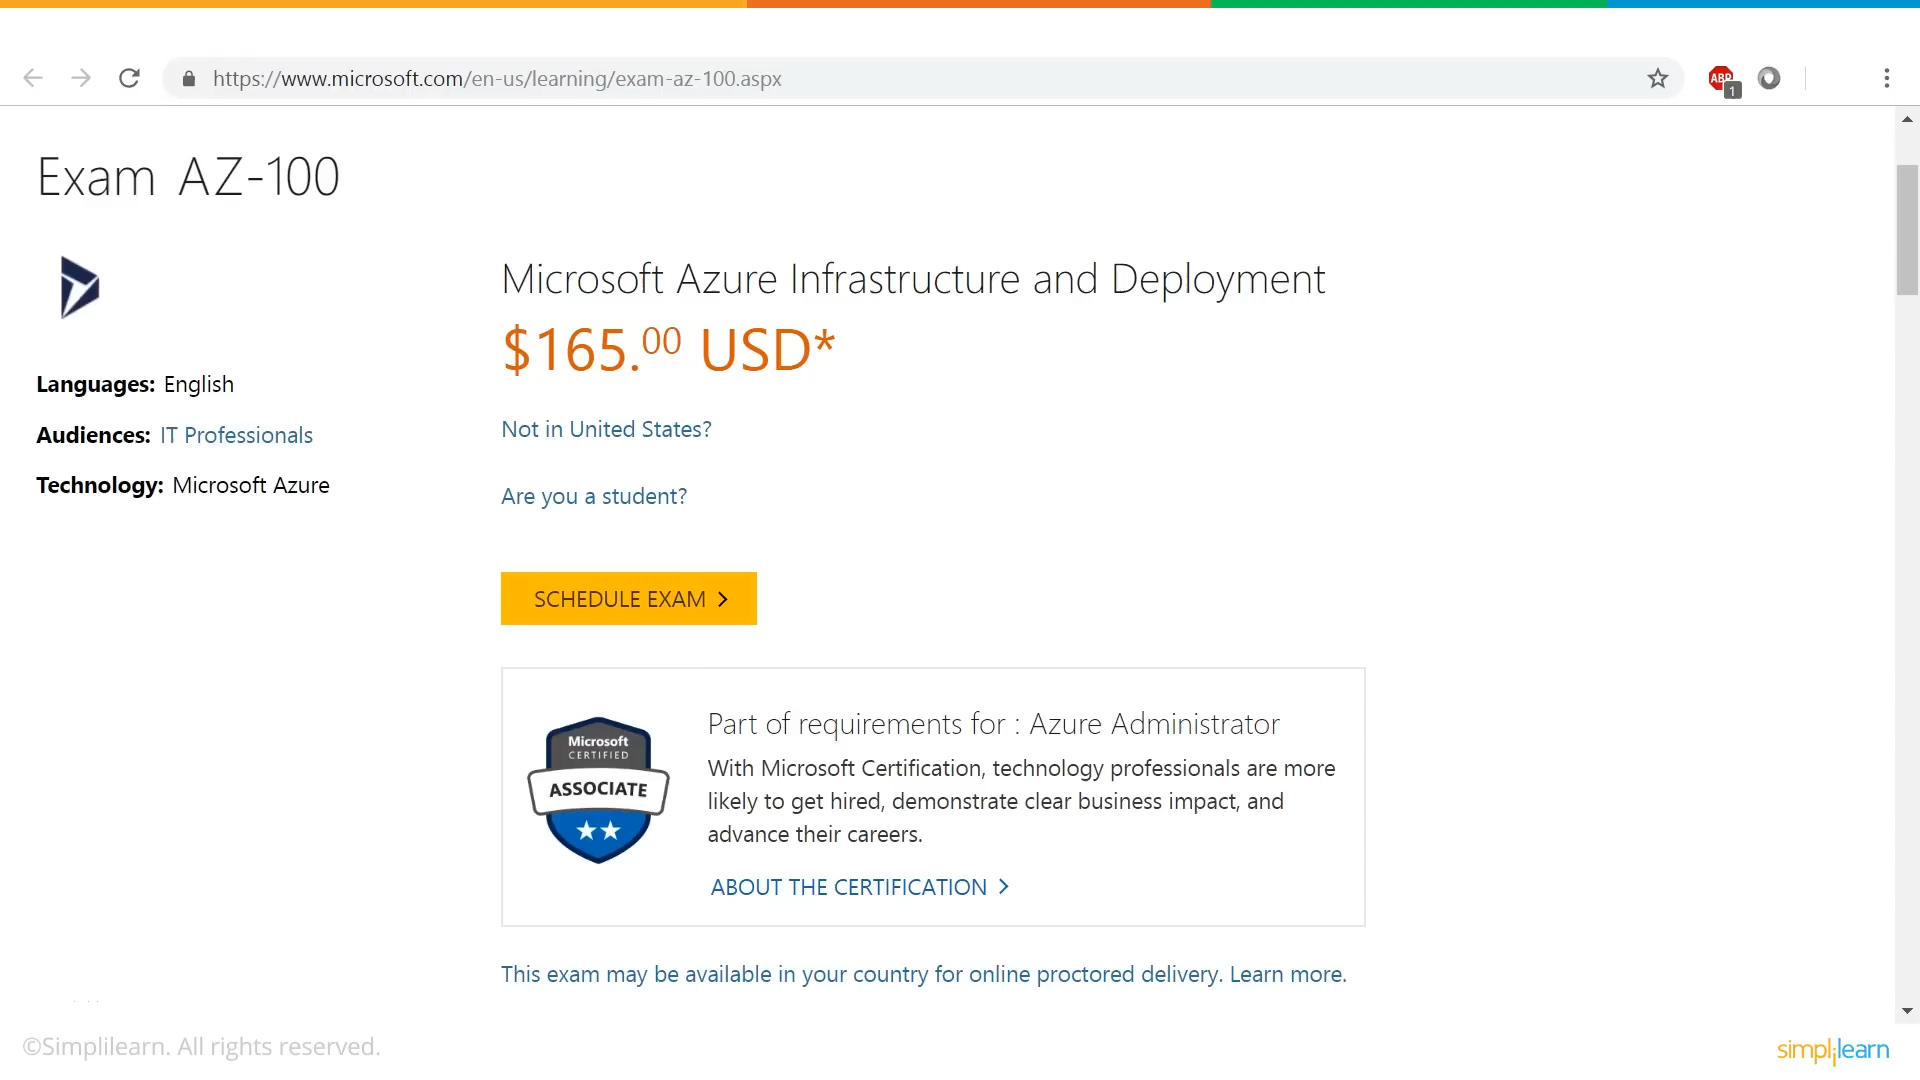 https://www.microsoft.com/en-us/learning/exam-az-100.aspx
ABP
1
Exam AZ-100
Microsoft Azure Infrastructure and Deployment
$165.00 USD*
Languages: English
Audiences: IT Professionals
Technology: Microsoft Azure
Not in United States?
Are you a student?
SCHEDULE EXAM
Microsoft
CERTIFIED
ASSOCIATE
Part of requirements for : Azure Administrator
With Microsoft Certification, technology professionals are more
likely to get hired, demonstrate clear business impact, and
advance their careers.
ABOUT THE CERTIFICATION
This exam may be available in your country for online proctored delivery. Learn more.
©Simplilearn. All rights reserved.
simplilearn